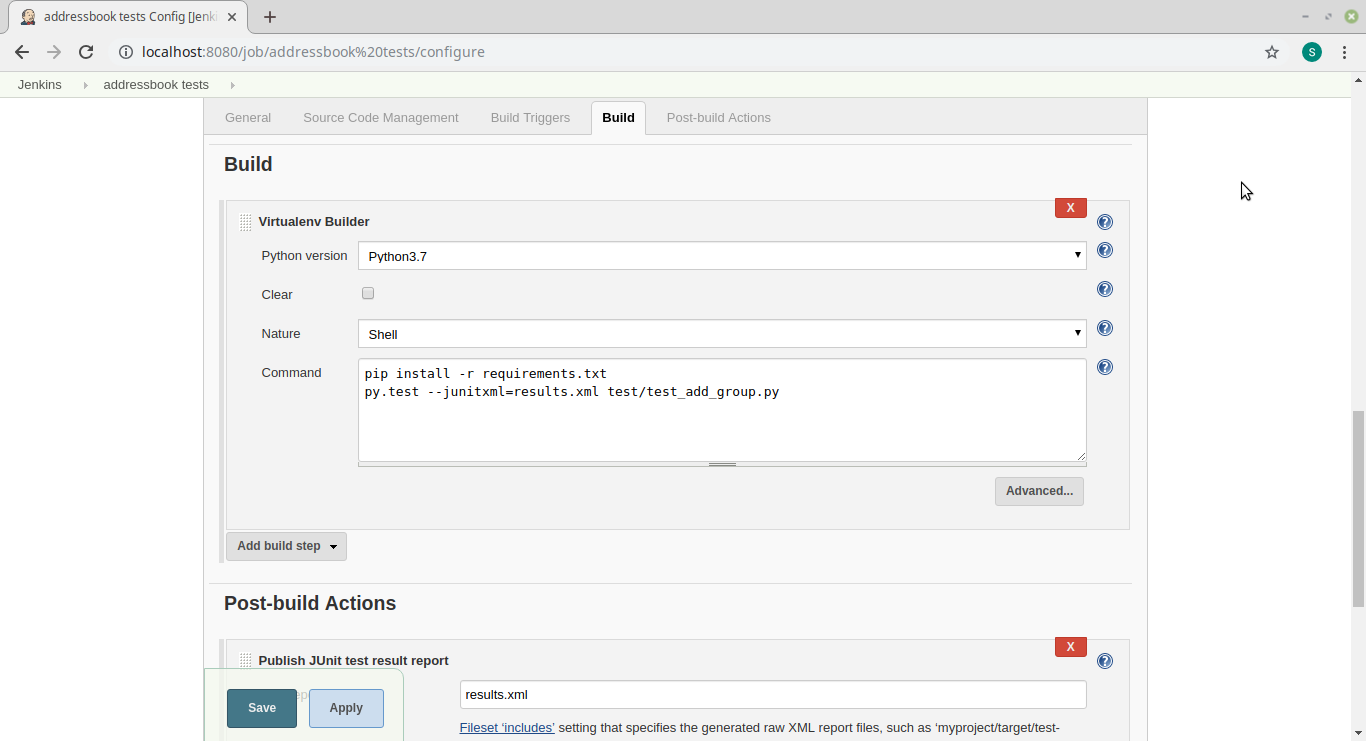 addressbook tests Config [Jenki
localhost:8080/job/addressbook%20tests/configure
S
Jenkins
addressbook tests
General Source Code Management Build Triggers Build Post-build Actions
Build
X
Virtualenv Builder
?
Python version Python3.7
?
Clear
?
Nature Shell
?
Command
pip install -r requirements.txt
?
py.test --junitxml=results.xml test/test_add_group.py
Advanced...
Add build step
Post-build Actions
X
Publish JUnit test result report
?
results.xml
Save Apply
Fileset ‘includes’ setting that specifies the generated raw XML report files, such as ‘myproject/target/test-